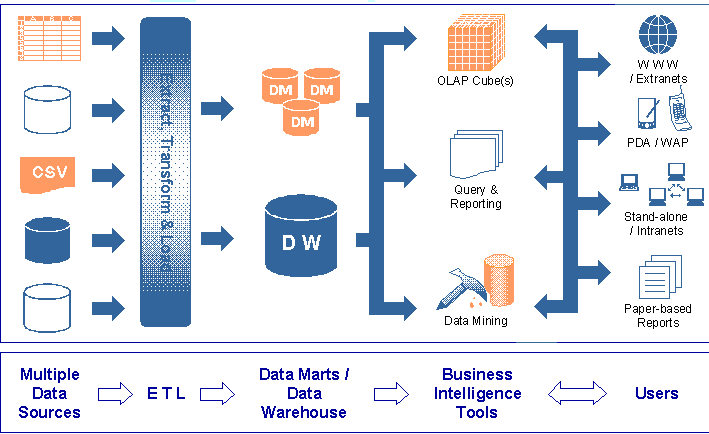 A B C
CSV
Extract, Transform & Load
DM
DM
DM
D W
OLAP Cube(s)
Query &
Reporting
Data Mining
W W W
/ Extranets
PDA / WAP
Stand-alone
/ Intranets
Paper-based
Reports
Multiple
Data
Sources
E T L
Data Marts /
Data
Warehouse
Business
Intelligence
Tools
Users